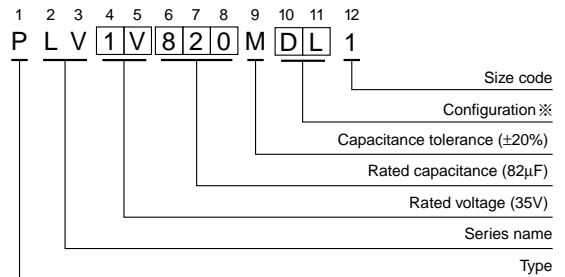 1 2 3 4 5 6 7 8 9 10 11 12
P L V 1 V 8 2 0 M D L 1
Size code
Configuration※
Capacitance tolerance (±20%)
Rated capacitance (82µF)
Rated voltage (35V)
Series name
Type